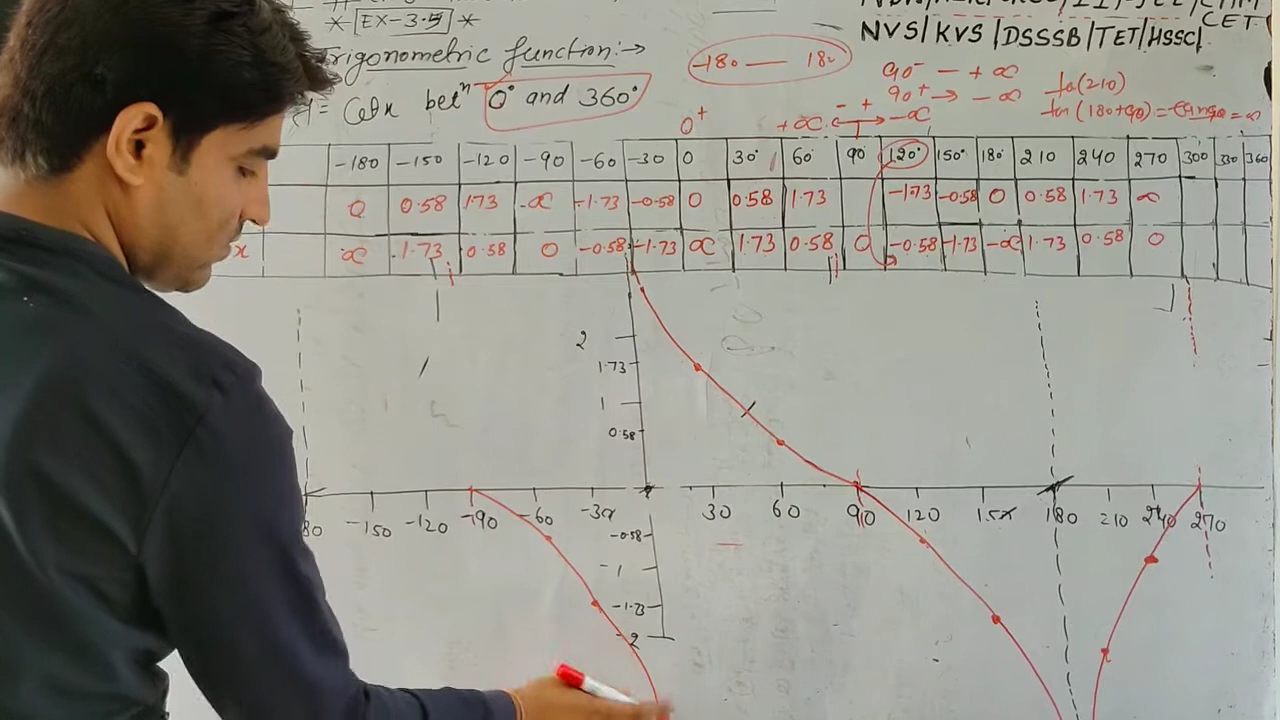 * EX-3.5 *
NVS/KVS/DSSSB/TET/HSSC/
CET
Trigonometric function:→
-180 — 180
90⁻ — +∝
90⁺ → -∝
= Cotx betⁿ 0° and 360°
0⁺ +∝ - + -∝
tan(180+90) = = ∞
-180 -150 -120 -90 -60 -30 0 30° 60 90 120° 150° 180° 210 240 270 300 330 360
0 0.58 1.73 -∝ -1.73 -0.58 0 0.58 1.73 -1.73 -0.58 0 0.58 1.73 ∞
x ∝ 1.73 0.58 0 -0.58 -1.73 ∝ 1.73 0.58 0 -0.58 -1.73 -∝ 1.73 0.58 0
2
1.73
1
0.58
80 -150 -120 -90 -60 -30 30 60 90 120 150 180 210 240 270
-0.58
-1
-1.73
-2